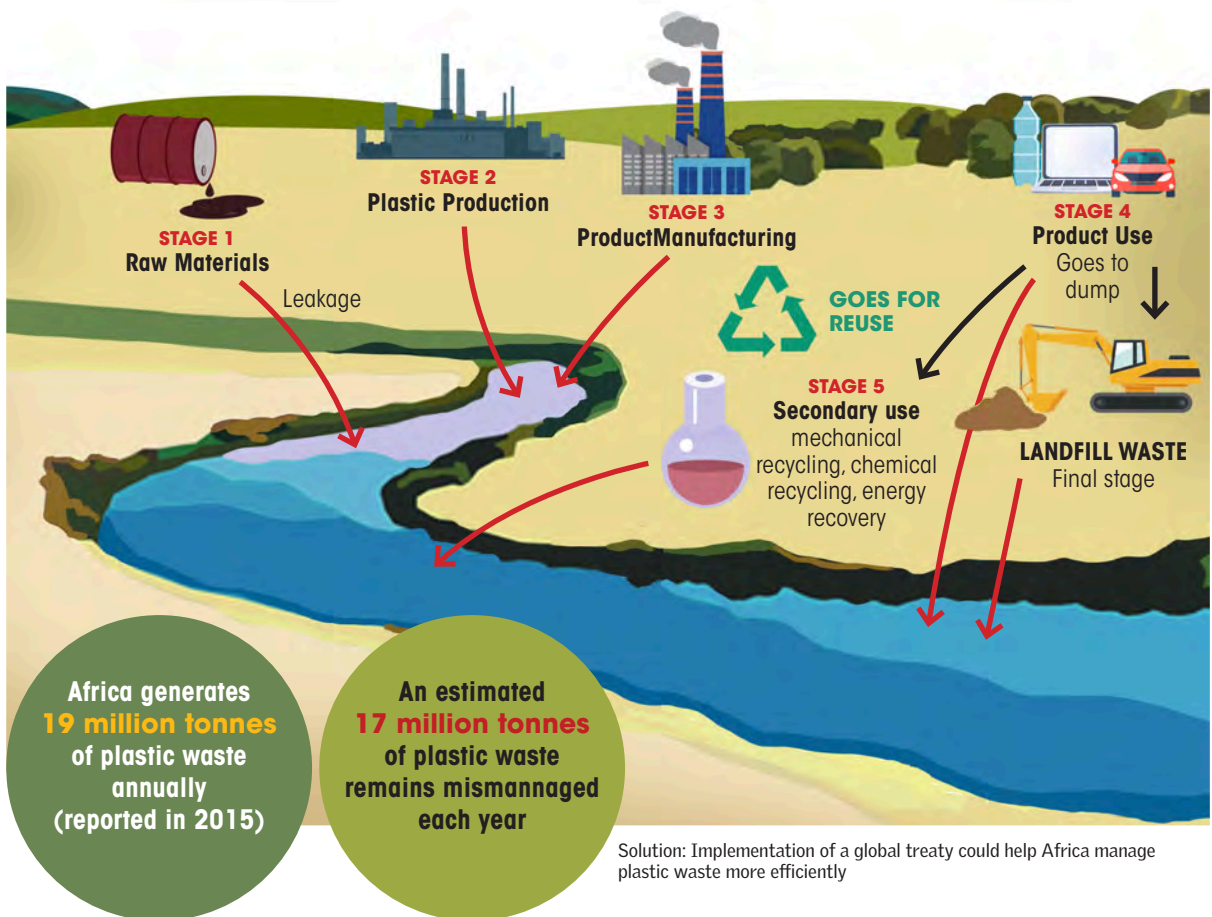 STAGE 1
Raw Materials
Leakage
STAGE 2
Plastic Production
STAGE 3
ProductManufacturing
STAGE 4
Product Use
Goes to
dump
GOES FOR
REUSE
STAGE 5
Secondary use
mechanical
recycling, chemical
recycling, energy
recovery
LANDFILL WASTE
Final stage
Africa generates
19 million tonnes
of plastic waste
annually
(reported in 2015)
An estimated
17 million tonnes
of plastic waste
remains mismannaged
each year
Solution: Implementation of a global treaty could help Africa manage
plastic waste more efficiently